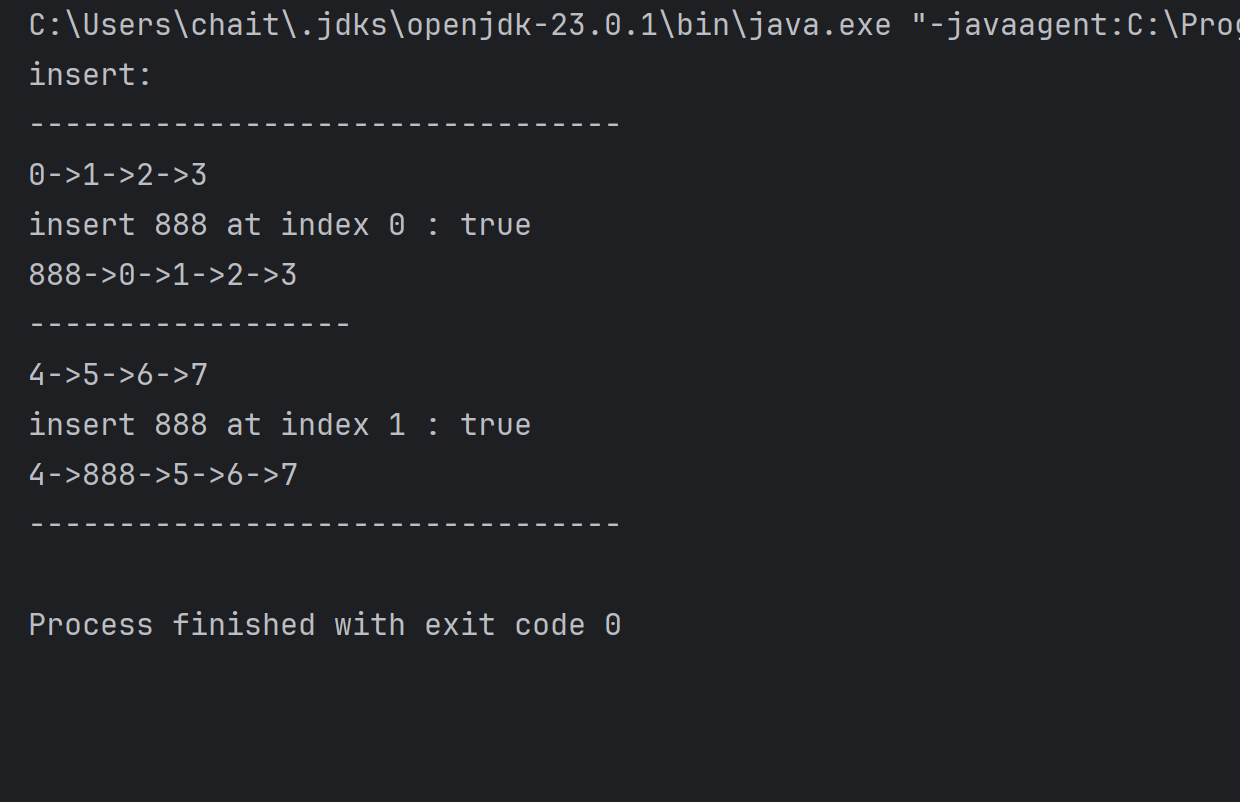 C:\Users\chait\.jdks\openjdk-23.0.1\bin\java.exe "-javaagent:C:\Prog
insert:
---------------------------------
0->1->2->3
insert 888 at index 0 : true
888->0->1->2->3
------------------
4->5->6->7
insert 888 at index 1 : true
4->888->5->6->7
---------------------------------
Process finished with exit code 0